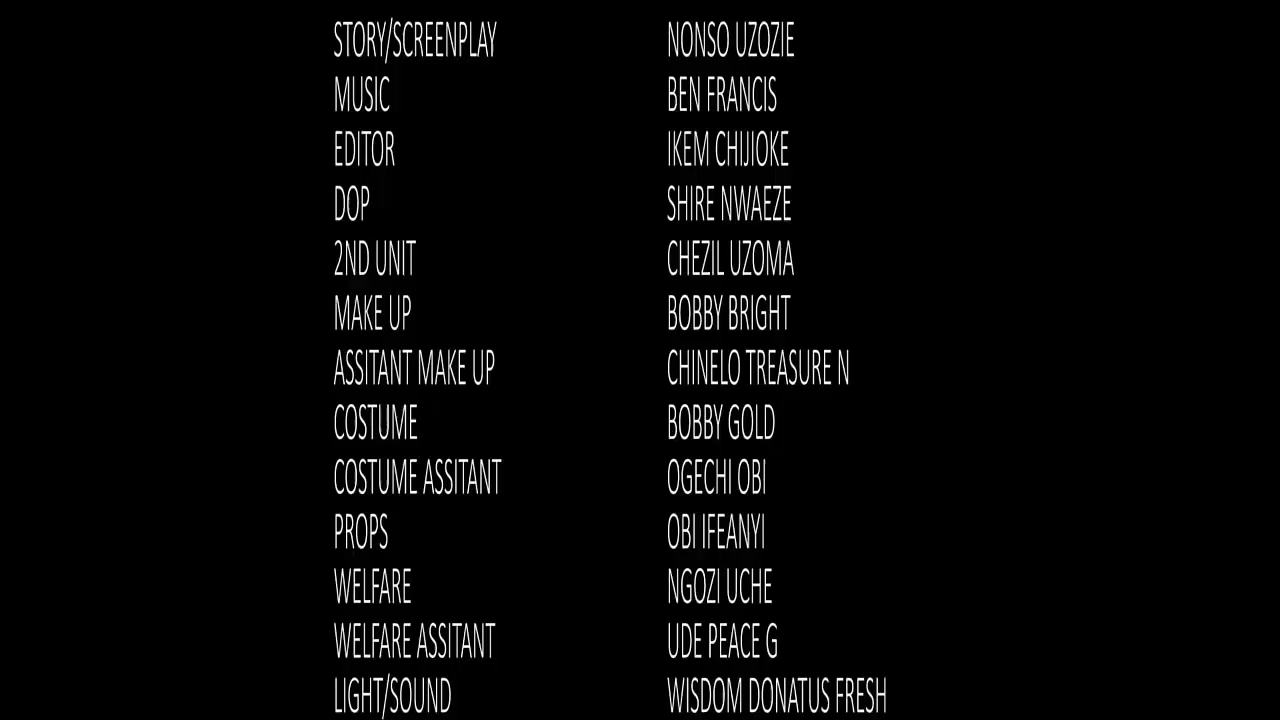 STORY/SCREENPLAY NONSO UZOZIE
MUSIC BEN FRANCIS
EDITOR IKEM CHIJIOKE
DOP SHIRE NWAEZE
2ND UNIT CHEZIL UZOMA
MAKE UP BOBBY BRIGHT
ASSITANT MAKE UP CHINELO TREASURE N
COSTUME BOBBY GOLD
COSTUME ASSITANT OGECHI OBI
PROPS OBI IFEANYI
WELFARE NGOZI UCHE
WELFARE ASSITANT UDE PEACE G
LIGHT/SOUND WISDOM DONATUS FRESH